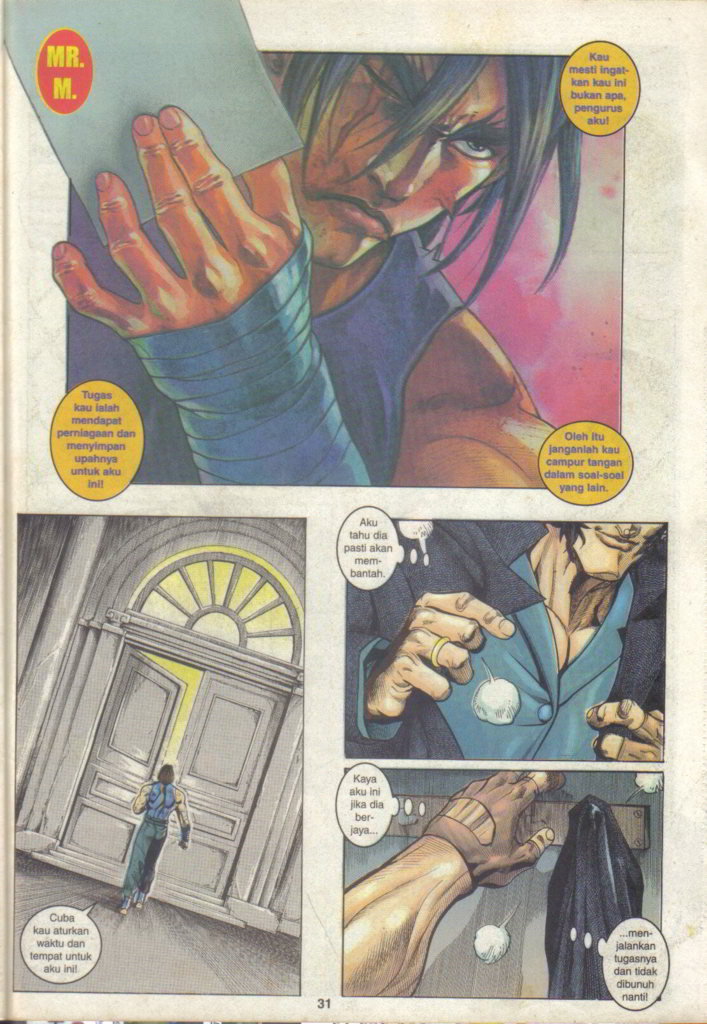 MR.
M.
Kau
mesti ingat-
kan kau ini
bukan apa,
pengurus
aku!
Tugas
kau ialah
mendapat
perniagaan dan
menyimpan
upahnya
untuk aku
ini!
Oleh itu
janganlah kau
campur tangan
dalam soal-soal
yang lain.
Cuba
kau aturkan
waktu dan
tempat untuk
aku ini!
Aku
tahu dia
pasti akan
mem-
bantah.
Kaya
aku ini
jika dia
ber-
jaya...
...men-
jalankan
tugasnya
dan tidak
dibunuh
nanti!
31